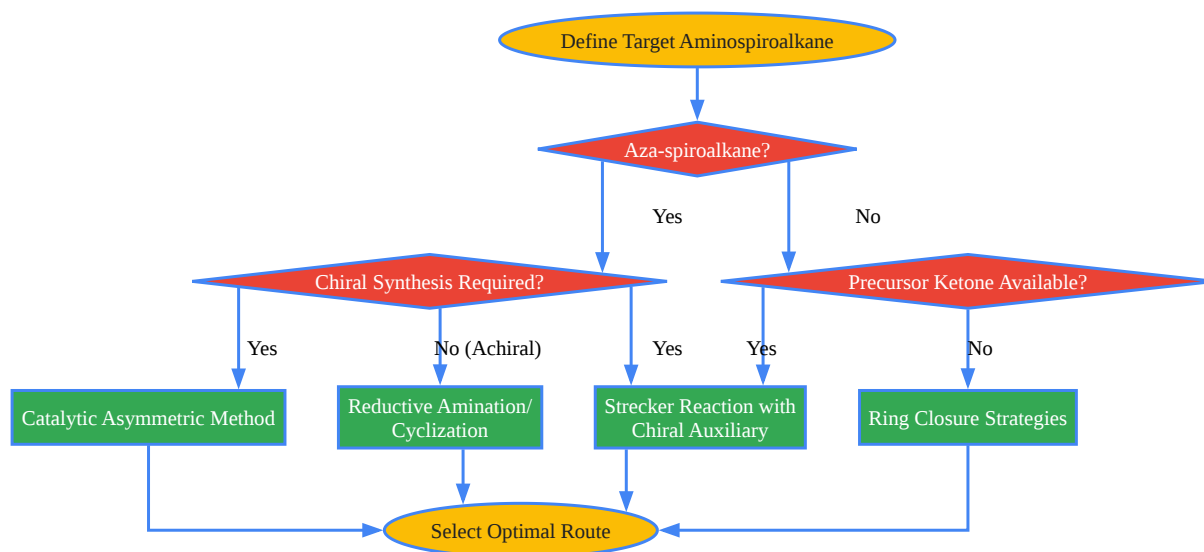 Define Target Aminospiroalkane
Aza-spiroalkane?
Yes
No
Chiral Synthesis Required?
Precursor Ketone Available?
Yes
No (Achiral)
Yes
Yes
No
Catalytic Asymmetric Method
Reductive Amination/
Cyclization
Strecker Reaction with
Chiral Auxiliary
Ring Closure Strategies
Select Optimal Route